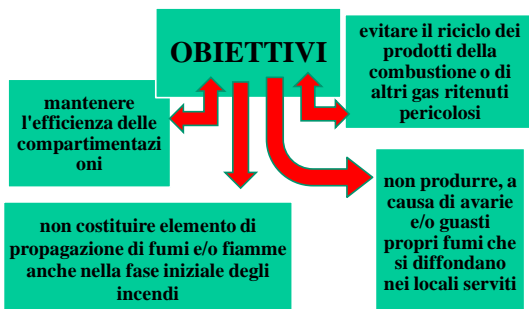 OBIETTIVI
evitare il riciclo dei
prodotti della
combustione o di
altri gas ritenuti
pericolosi
mantenere
l'efficienza delle
compartimentazi
oni
non costituire elemento di
propagazione di fumi e/o fiamme
anche nella fase iniziale degli
incendi
non produrre, a
causa di avarie
e/o guasti
propri fumi che
si diffondano
nei locali serviti